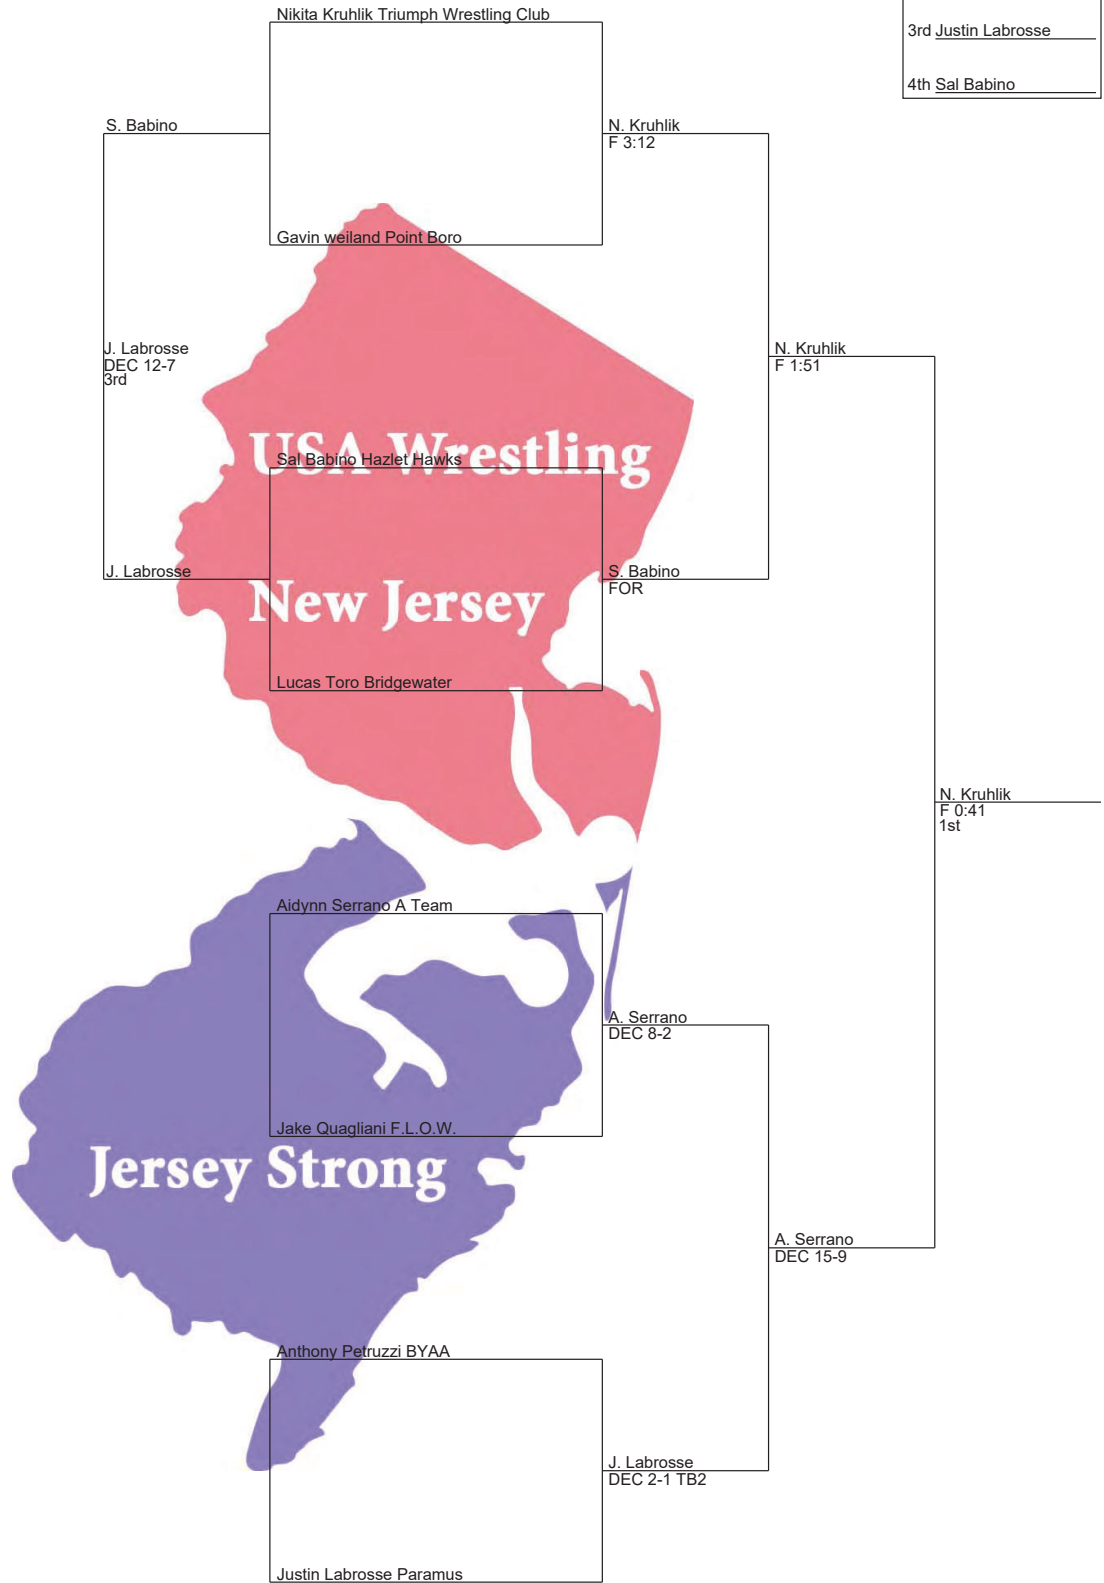 Nikita Kruhlik Triumph Wrestling Club
3rd Justin Labrosse
4th Sal Babino
S. Babino
N. Kruhlik
F 3:12
Gavin weiland Point Boro
J. Labrosse
DEC 12-7
3rd
N. Kruhlik
F 1:51
USA Wrestling
Sal Babino Hazlet Hawks
J. Labrosse
S. Babino
FOR
New Jersey
Lucas Toro Bridgewater
N. Kruhlik
F 0:41
1st
Aidynn Serrano A Team
A. Serrano
DEC 8-2
Jake Quagliani F.L.O.W.
Jersey Strong
A. Serrano
DEC 15-9
Anthony Petruzzi BYAA
J. Labrosse
DEC 2-1 TB2
Justin Labrosse Paramus